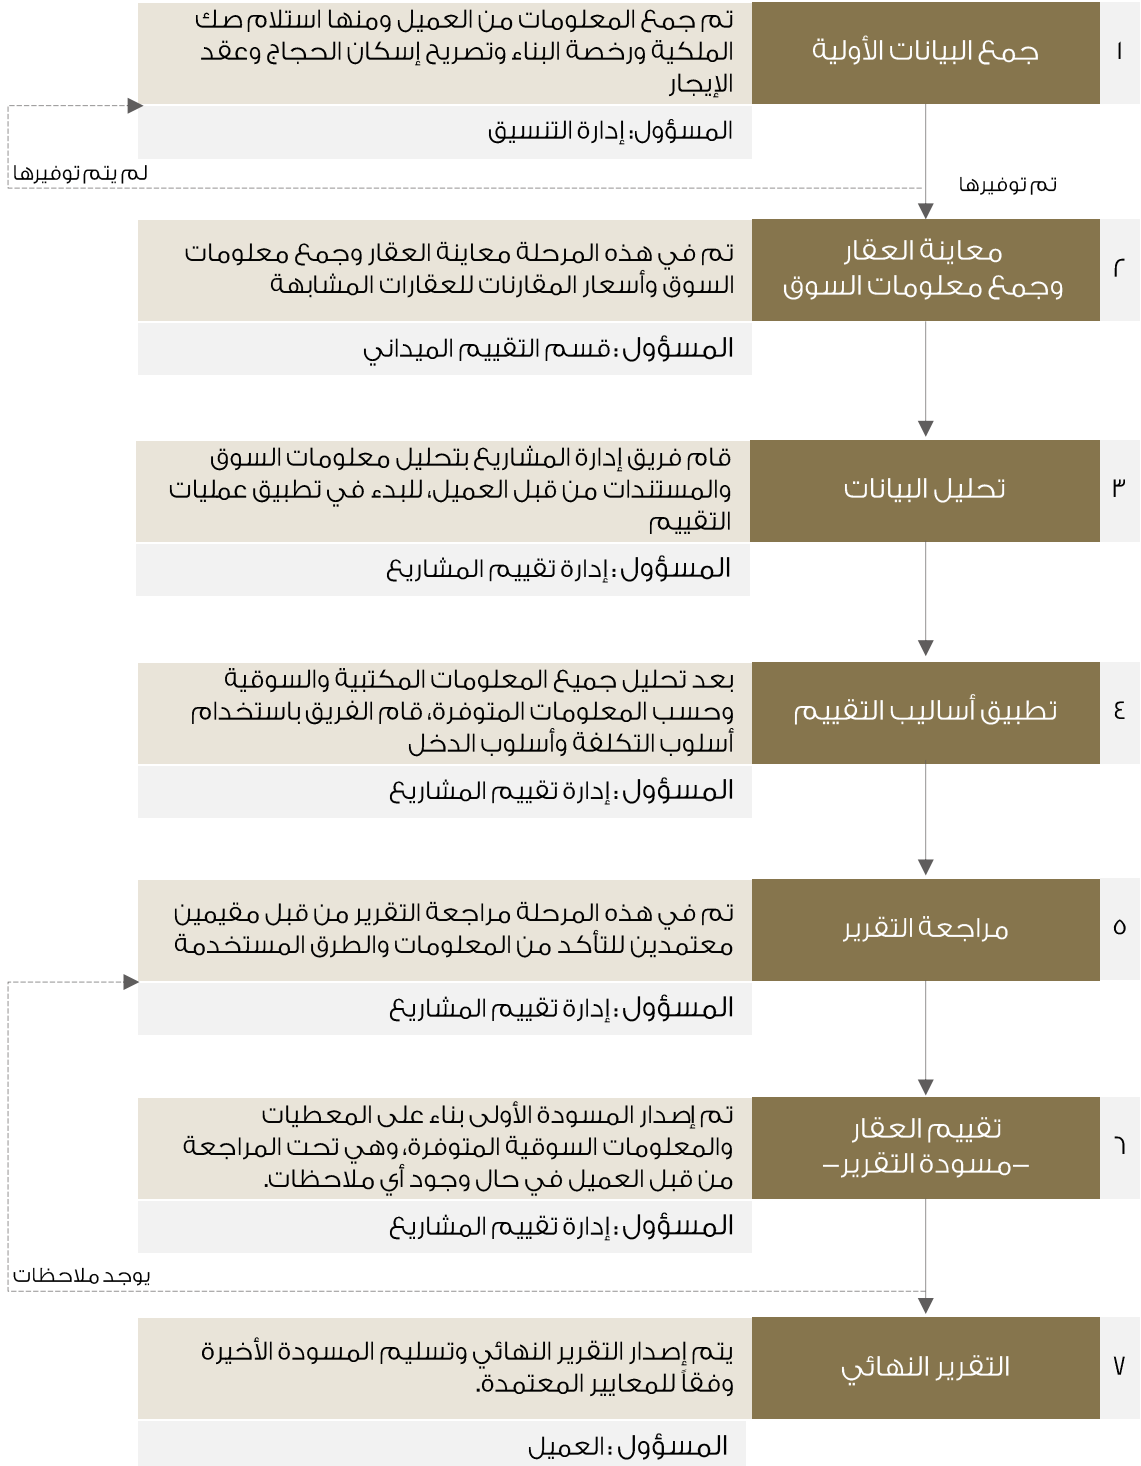 ١
جمع البيانات الأولية
تم جمع المعلومات من العميل ومنها استلام صك
الملكية ورخصة البناء وتصريح إسكان الحجاج وعقد
الإيجار
المسؤول: إدارة التنسيق
لم يتم توفيرها
تم توفيرها
٢
معاينة العقار
وجمع معلومات السوق
تم في هذه المرحلة معاينة العقار وجمع معلومات
السوق وأسعار المقارنات للعقارات المشابهة
المسؤول: قسم التقييم الميداني
٣
تحليل البيانات
قام فريق إدارة المشاريع بتحليل معلومات السوق
والمستندات من قبل العميل، للبدء في تطبيق عمليات
التقييم
المسؤول: إدارة تقييم المشاريع
٤
تطبيق أساليب التقييم
بعد تحليل جميع المعلومات المكتبية والسوقية
وحسب المعلومات المتوفرة، قام الفريق باستخدام
أسلوب التكلفة وأسلوب الدخل
المسؤول: إدارة تقييم المشاريع
٥
مراجعة التقرير
تم في هذه المرحلة مراجعة التقرير من قبل مقيمين
معتمدين للتأكد من المعلومات والطرق المستخدمة
المسؤول: إدارة تقييم المشاريع
٦
تقييم العقار
–مسودة التقرير–
تم إصدار المسودة الأولى بناء على المعطيات
والمعلومات السوقية المتوفرة، وهي تحت المراجعة
من قبل العميل في حال وجود أي ملاحظات.
المسؤول: إدارة تقييم المشاريع
يوجد ملاحظات
٧
التقرير النهائي
يتم إصدار التقرير النهائي وتسليم المسودة الأخيرة
وفقاً للمعايير المعتمدة.
المسؤول: العميل